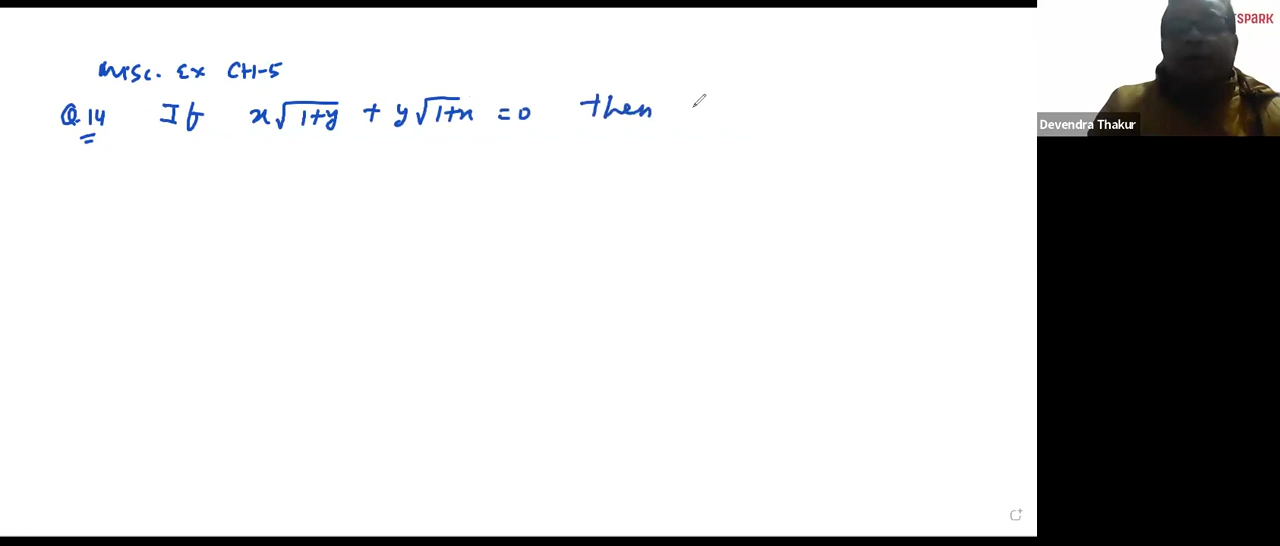 Misc. Ex CH-5
Q.14 If x√1+y + y√1+x = 0 then
SPARK
Devendra Thakur